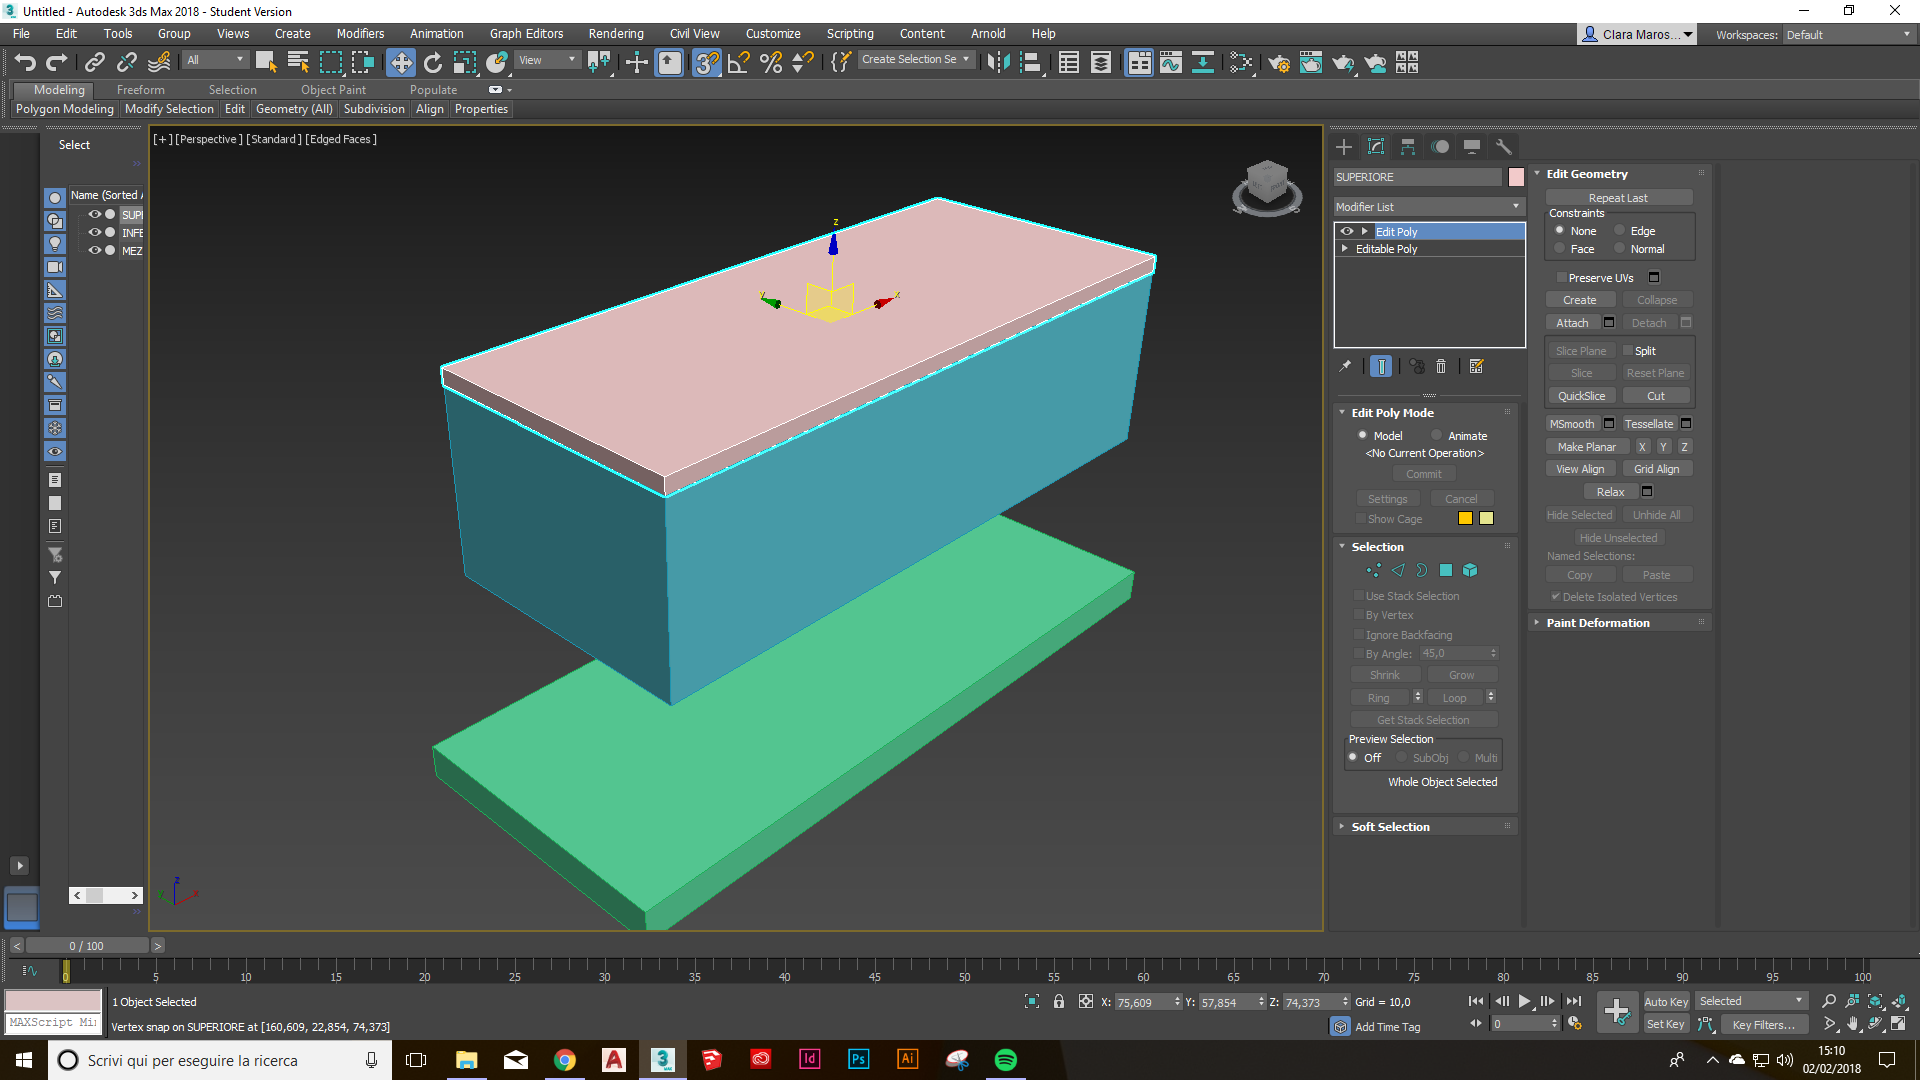 Untitled - Autodesk 3ds Max 2018 - Student Version
File Edit Tools Group Views Create Modifiers Animation Graph Editors Rendering Civil View Customize Scripting Content Arnold Help
Clara Maros... Workspaces: Default
All View Create Selection Se
Modeling Freeform Selection Object Paint Populate
Polygon Modeling Modify Selection Edit Geometry (All) Subdivision Align Properties
Select
Name (Sorted A
SUPE
INFE
MEZ
[+] [Perspective] [Standard] [Edged Faces]
z
y x
z
x
SUPERIORE
Modifier List
Edit Poly
Editable Poly
Edit Poly Mode
Model Animate
<No Current Operation>
Commit
Settings Cancel
Show Cage
Selection
Use Stack Selection
By Vertex
Ignore Backfacing
By Angle: 45,0
Shrink Grow
Ring Loop
Get Stack Selection
Preview Selection
Off SubObj Multi
Whole Object Selected
Soft Selection
Edit Geometry
Repeat Last
Constraints
None Edge
Face Normal
Preserve UVs
Create Collapse
Attach Detach
Slice Plane Split
Slice Reset Plane
QuickSlice Cut
MSmooth Tessellate
Make Planar X Y Z
View Align Grid Align
Relax
Hide Selected Unhide All
Hide Unselected
Named Selections:
Copy Paste
Delete Isolated Vertices
Paint Deformation
< 0 / 100 >
0 5 10 15 20 25 30 35 40 45 50 55 60 65 70 75 80 85 90 95 100
1 Object Selected
X: 75,609 Y: 57,854 Z: 74,373 Grid = 10,0
Auto Key Selected
MAXScript Mi
Vertex snap on SUPERIORE at [160,609, 22,854, 74,373]
Add Time Tag
0
Set Key Key Filters...
Scrivi qui per eseguire la ricerca
15:10
02/02/2018